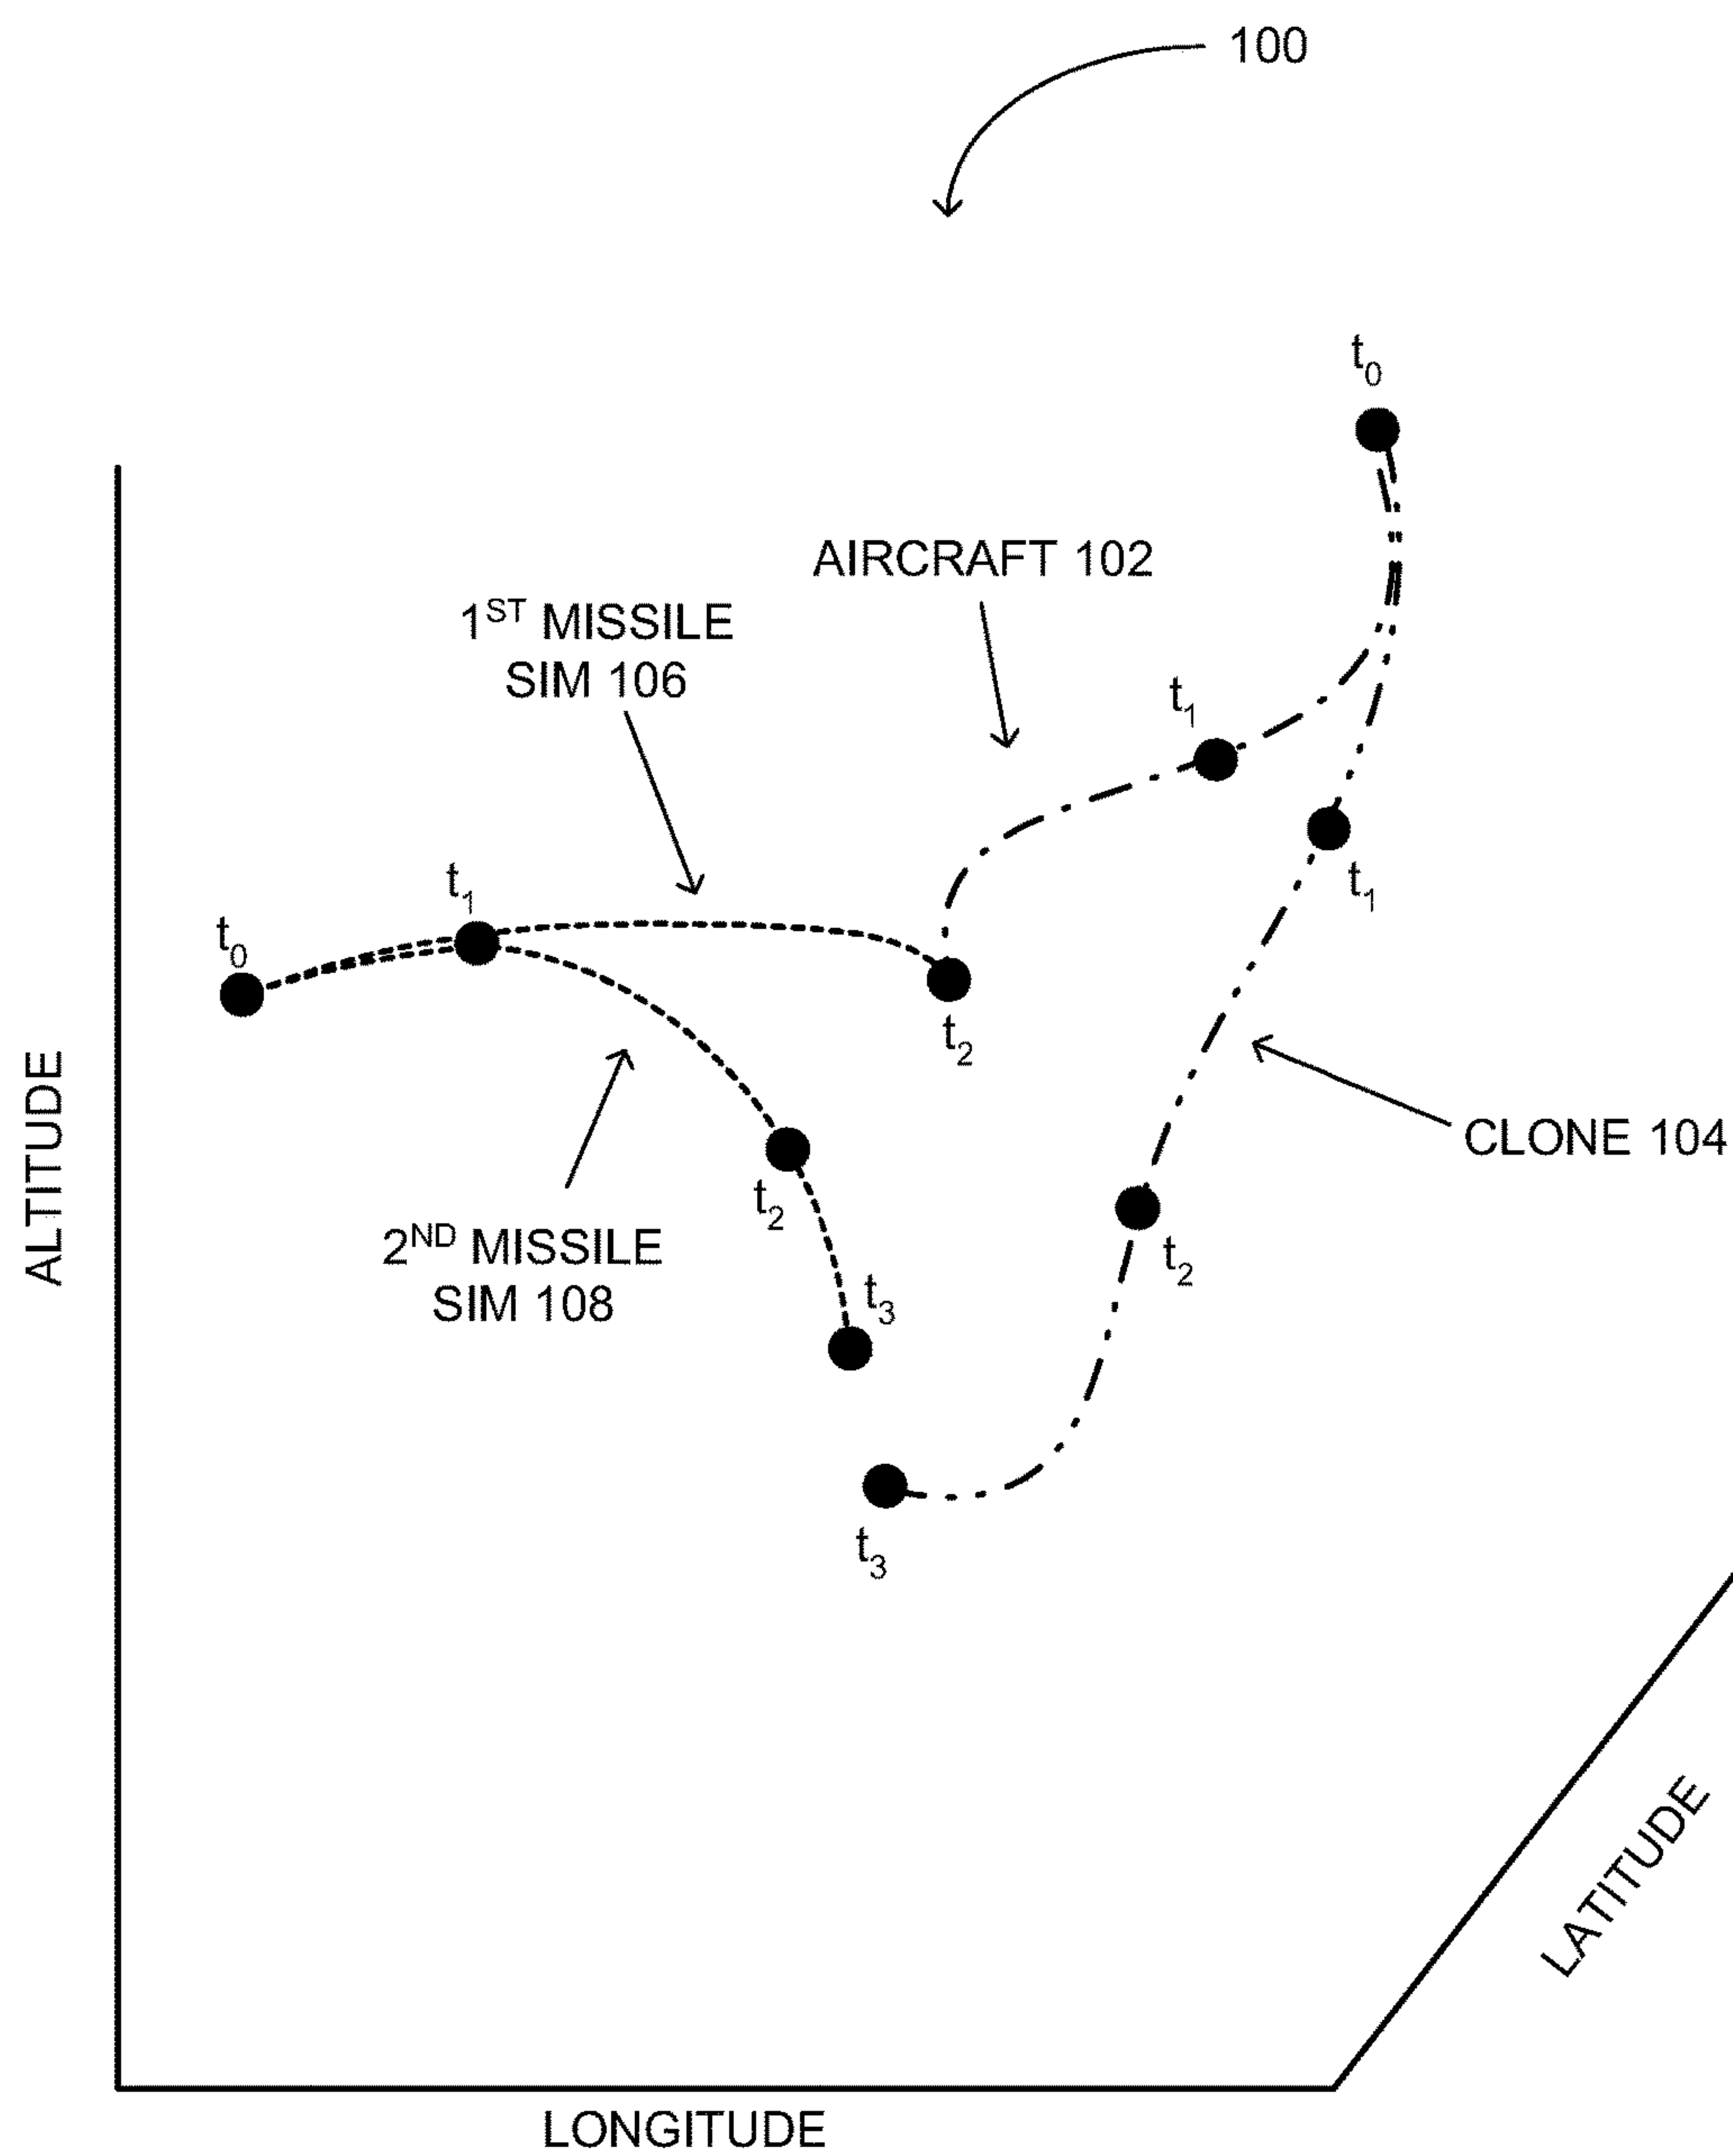 100
t₀
AIRCRAFT 102
1ST MISSILE
SIM 106
t₁
t₁
t₁
t₀
t₂
CLONE 104
t₂
2ND MISSILE
SIM 108
t₂
t₃
t₃
ALTITUDE
LATITUDE
LONGITUDE